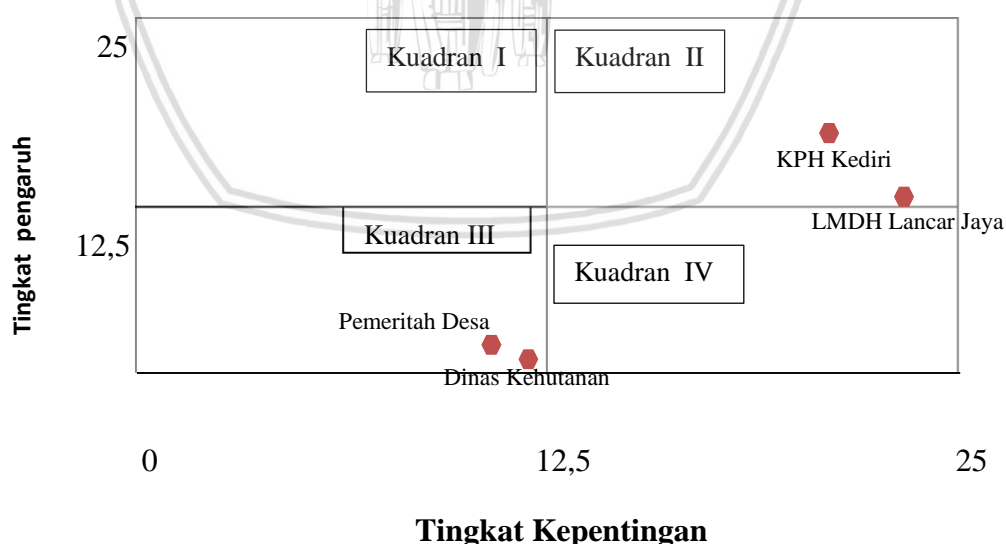 25
Kuadran I
Kuadran II
KPH Kediri
LMDH Lancar Jaya
Tingkat pengaruh
12,5
Kuadran III
Kuadran IV
Pemeritah Desa
Dinas Kehutanan
0
12,5
25
Tingkat Kepentingan